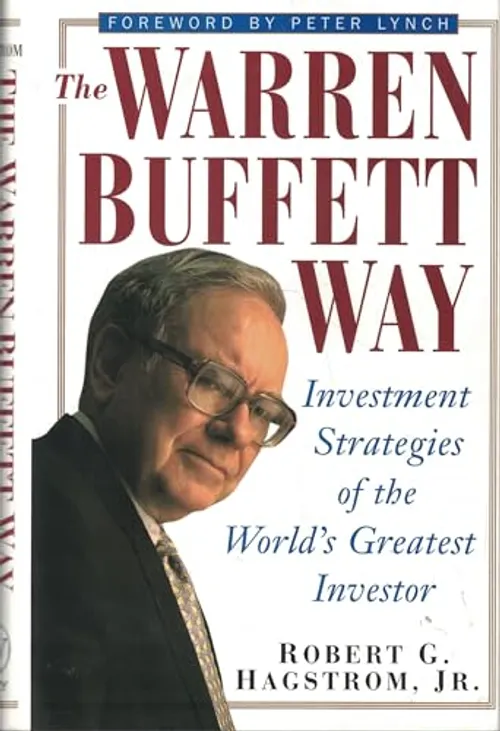 FOREWORD BY PETER LYNCH
The WARREN
BUFFETT
WAY
Investment
Strategies
of the
World's Greatest
Investor
ROBERT G.
HAGSTROM, JR.
THE WARREN BUFFETT WAY